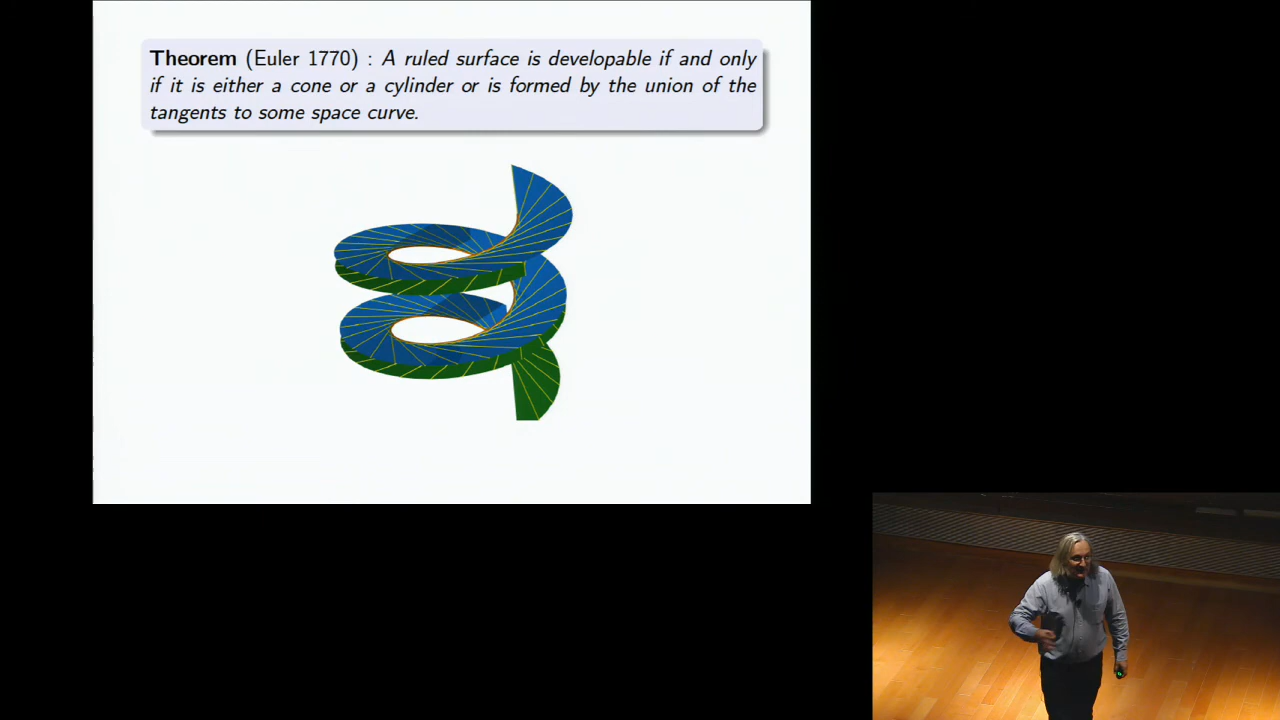 Theorem (Euler 1770) : A ruled surface is developable if and only
if it is either a cone or a cylinder or is formed by the union of the
tangents to some space curve.